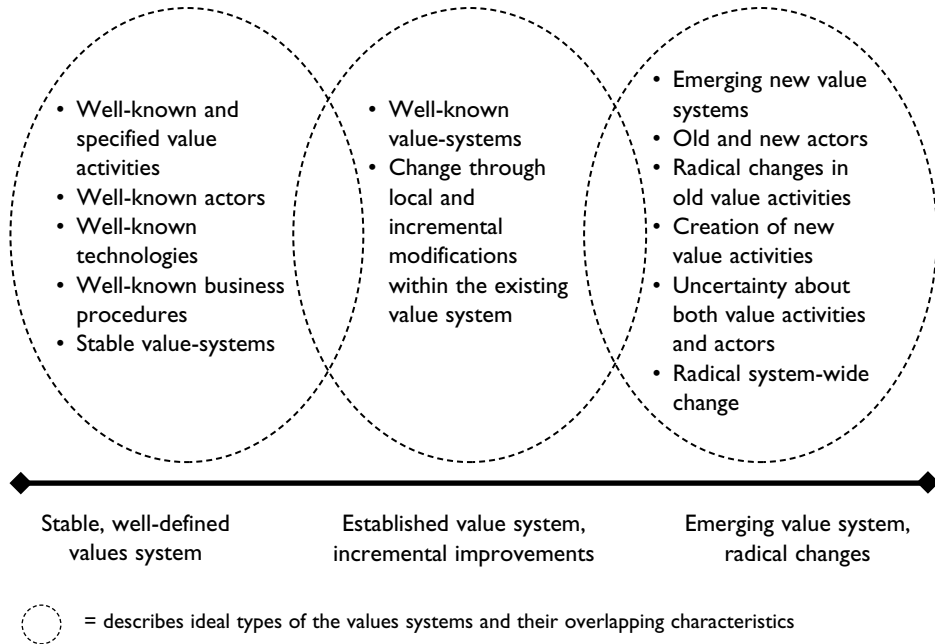 • Well-known and
specified value
activities
• Well-known actors
• Well-known
technologies
• Well-known business
procedures
• Stable value-systems
• Well-known
value-systems
• Change through
local and
incremental
modifications
within the existing
value system
• Emerging new value
systems
• Old and new actors
• Radical changes in
old value activities
• Creation of new
value activities
• Uncertainty about
both value activities
and actors
• Radical system-wide
change
Stable, well-defined
values system
Established value system,
incremental improvements
Emerging value system,
radical changes
= describes ideal types of the values systems and their overlapping characteristics